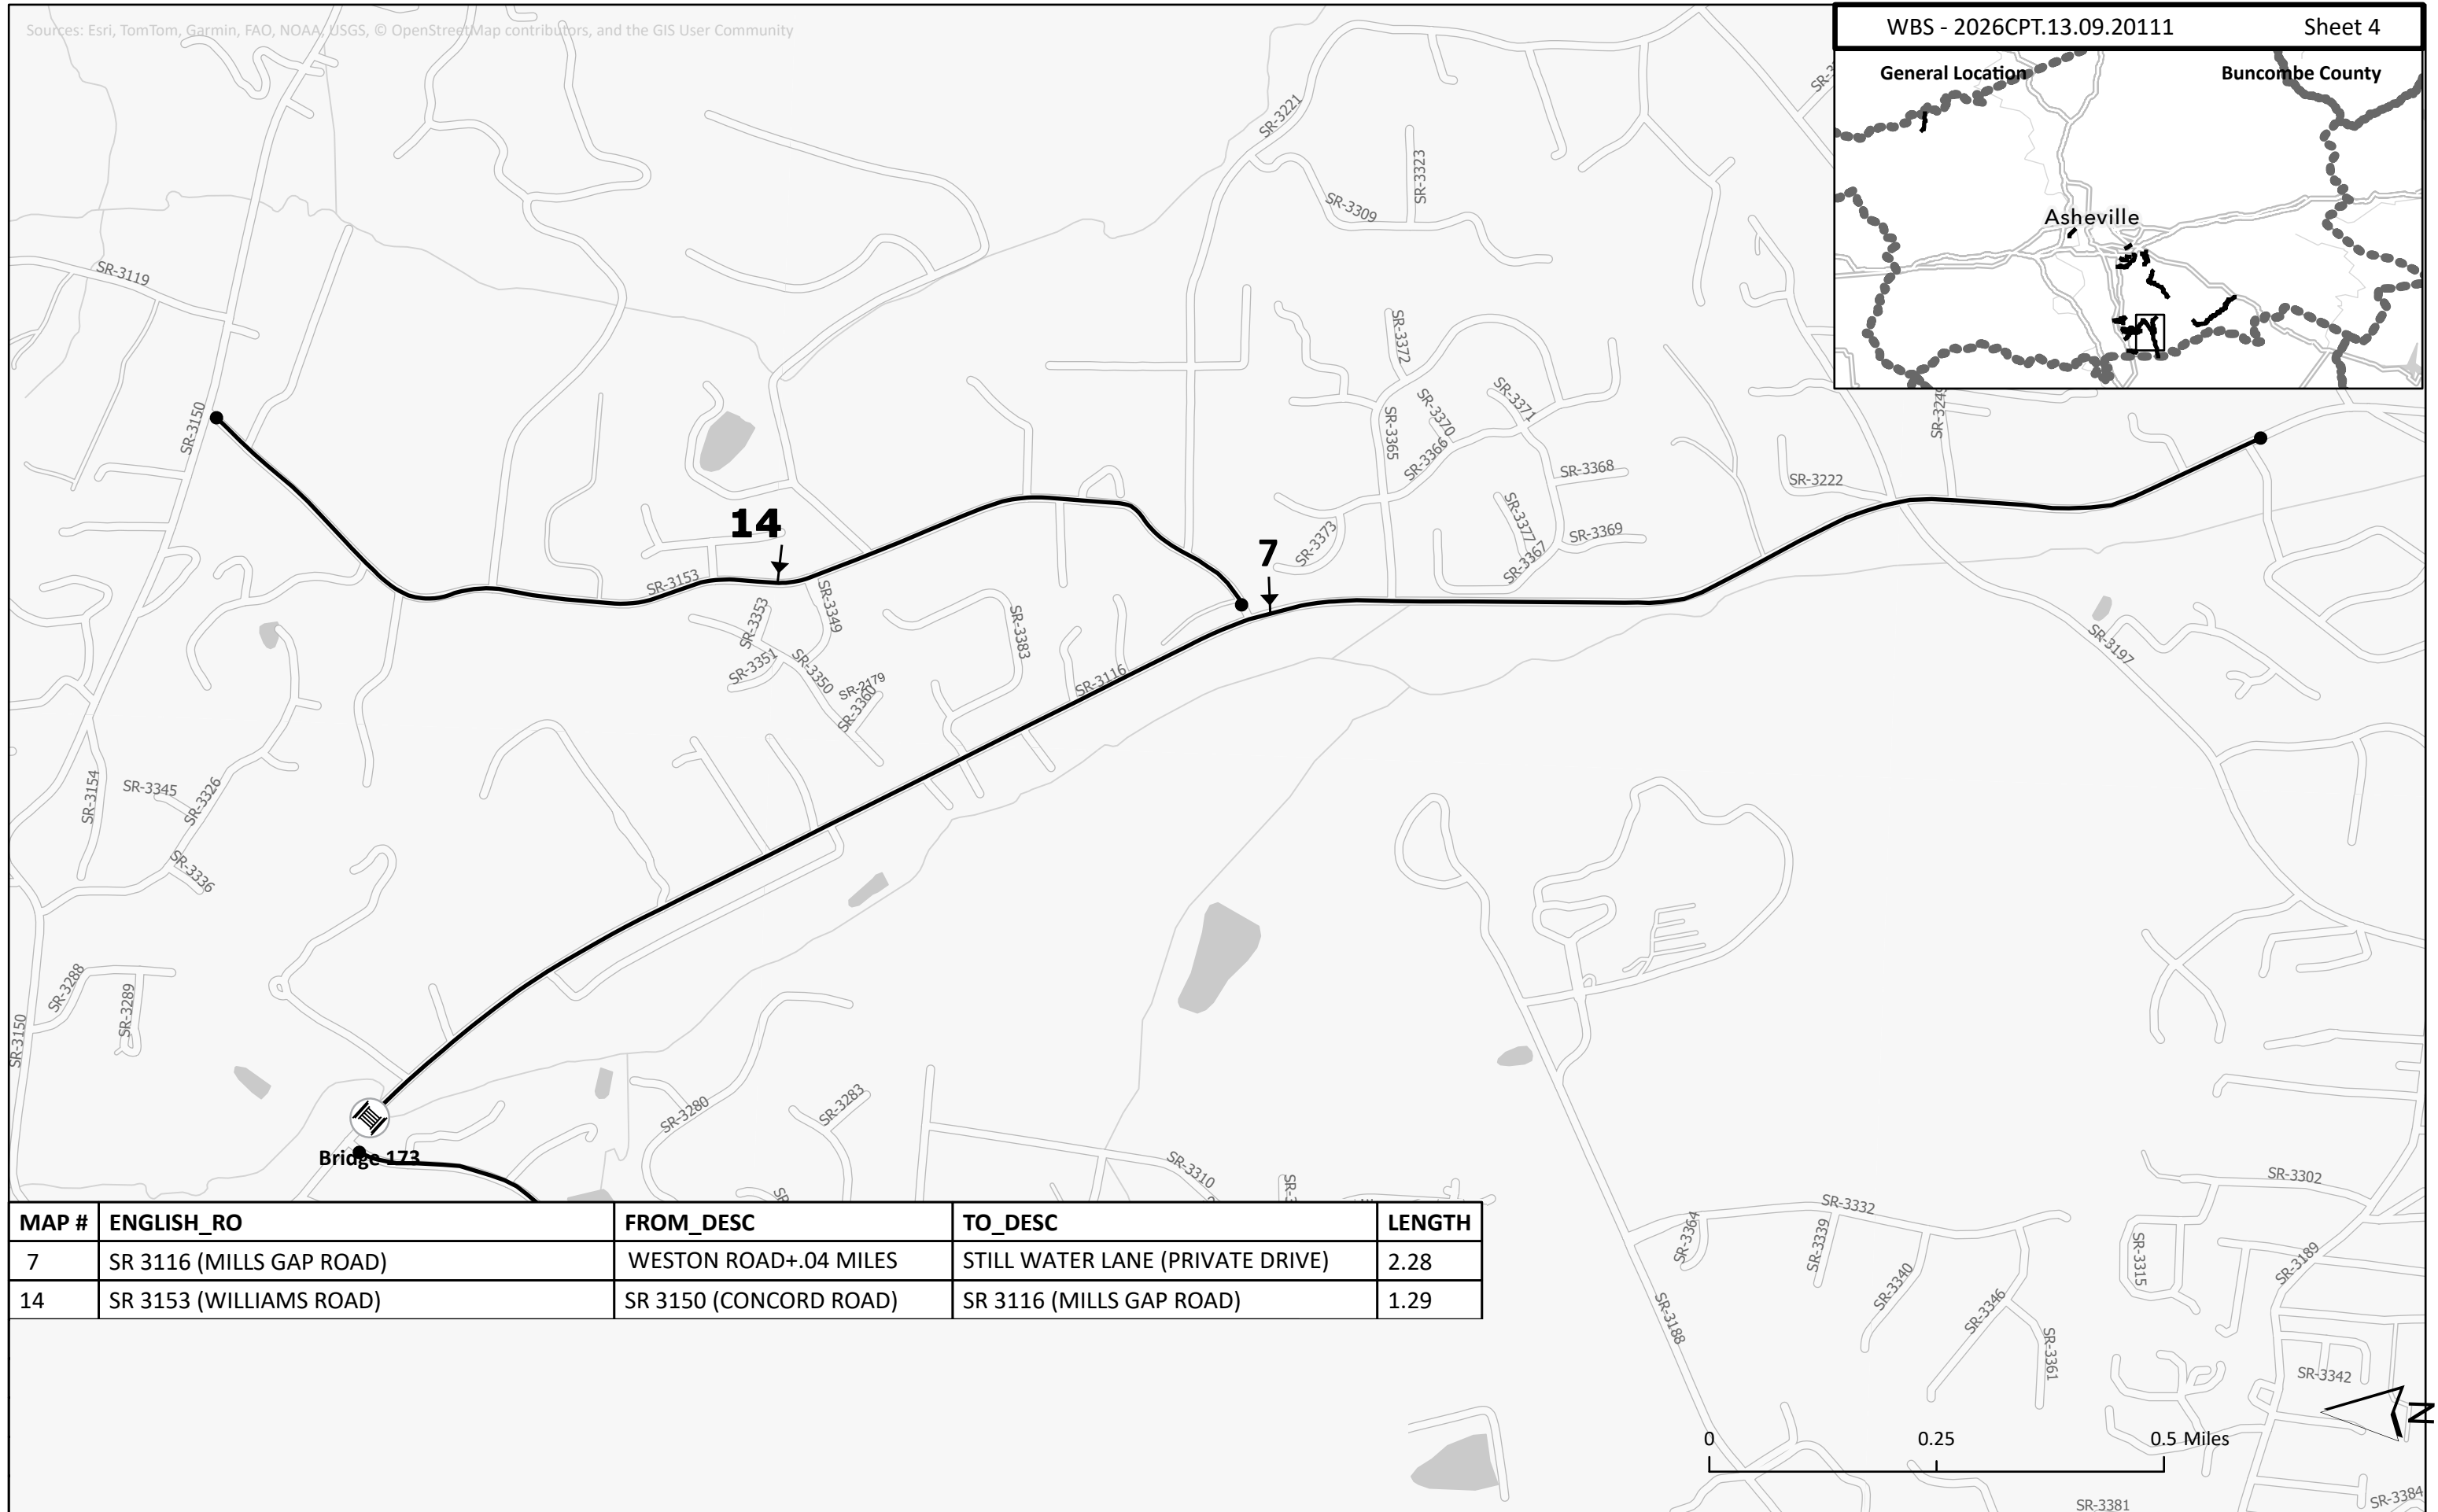 Sources: Esri, TomTom, Garmin, FAO, NOAA, USGS, © OpenStreetMap contributors, and the GIS User Community
WBS - 2026CPT.13.09.20111 Sheet 4
General Location Buncombe County
Asheville
SR-3221
SR-3323
SR-3309
SR-3119
SR-3150
SR-3372
SR-3371
SR-3370
SR-3365
SR-3366
SR-3368
SR-3222
SR-3377
SR-3369
SR-3373
SR-3367
14
7
SR-3153
SR-3353
SR-3349
SR-3383
SR-3351
SR-3350
SR-2179
SR-3360
SR-3116
SR-3197
SR-3154
SR-3345
SR-3326
SR-3336
SR-3288
SR-3289
SR-3150
SR-3280
SR-3283
SR-3310
Bridge 173
SR-3302
SR-3332
SR-3364
SR-3339
SR-3315
SR-3189
SR-3340
SR-3346
SR-3188
SR-3361
SR-3342
MAP # ENGLISH_RO FROM_DESC TO_DESC LENGTH
7 SR 3116 (MILLS GAP ROAD) WESTON ROAD+.04 MILES STILL WATER LANE (PRIVATE DRIVE) 2.28
14 SR 3153 (WILLIAMS ROAD) SR 3150 (CONCORD ROAD) SR 3116 (MILLS GAP ROAD) 1.29
N
0 0.25 0.5 Miles
SR-3384
SR-3381